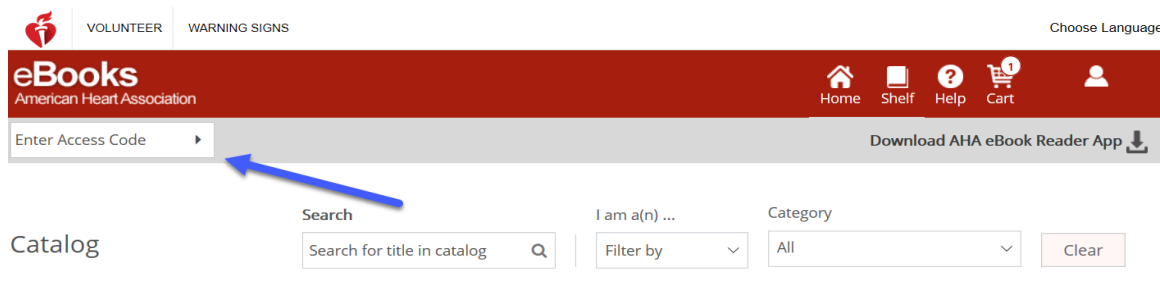 VOLUNTEER WARNING SIGNS Choose Language
eBooks
American Heart Association
1
Home Shelf Help Cart
Enter Access Code
Download AHA eBook Reader App
Search I am a(n) ... Category
Catalog Search for title in catalog Filter by All Clear